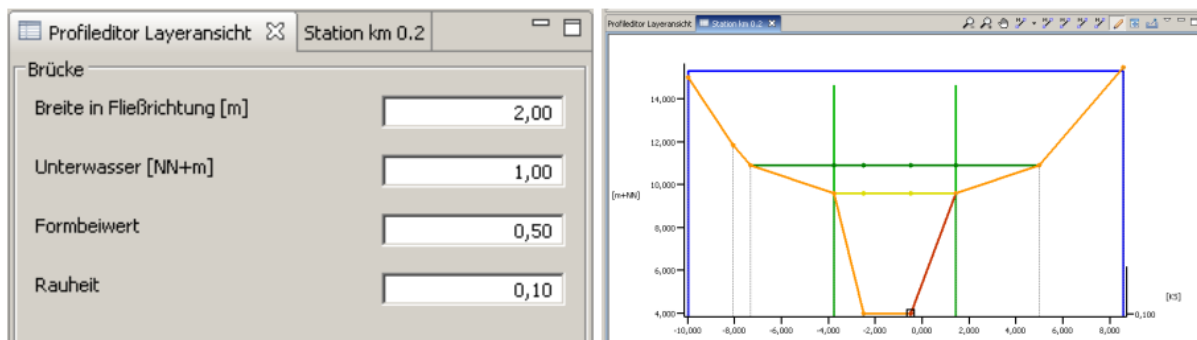 Profileditor Layeransicht Station km 0.2
Brücke
Breite in Fließrichtung [m] 2,00
Unterwasser [NN+m] 1,00
Formbeiwert 0,50
Rauheit 0,10
Profileditor Layeransicht Station km 0.2
14,000
12,000
10,000
[m+NN]
8,000
6,000
[KS]
4,000
0,100
-10,000 -8,000 -6,000 -4,000 -2,000 0,000 2,000 4,000 6,000 8,000